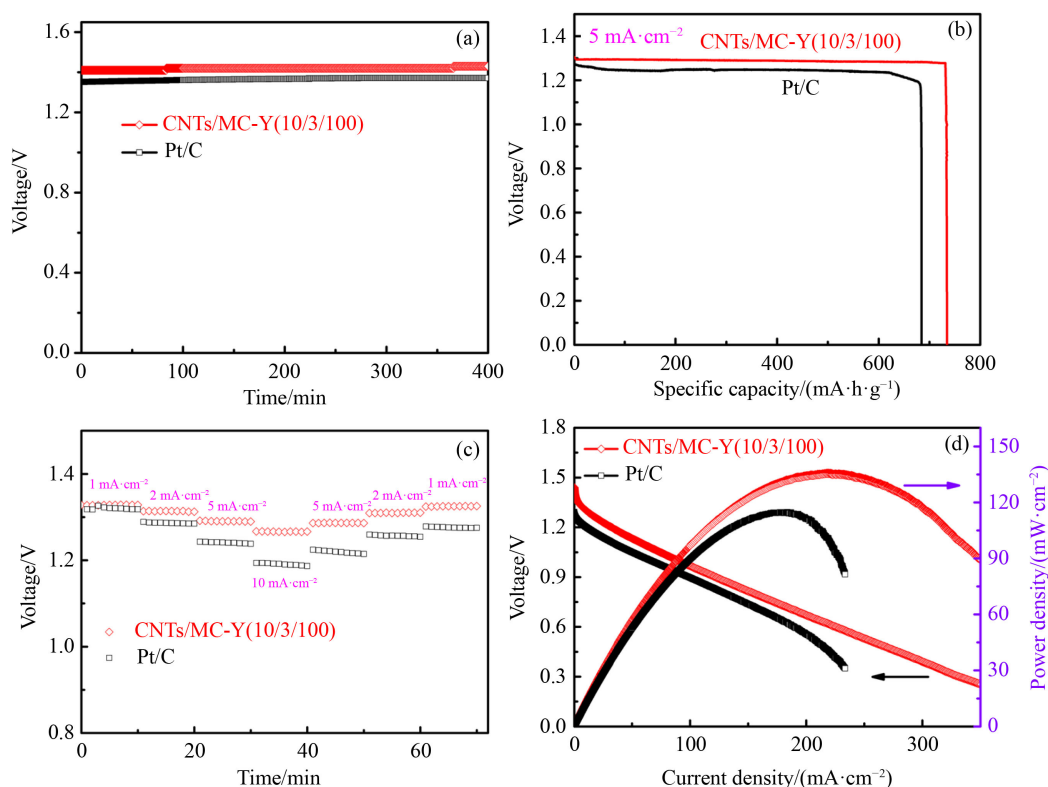 (a)
1.6
1.2
0.8
0.4
0.0
Voltage/V
CNTs/MC-Y(10/3/100)
Pt/C
0
100
200
300
400
Time/min
(b)
5 mA·cm⁻²
CNTs/MC-Y(10/3/100)
Pt/C
1.5
1.2
0.9
0.6
0.3
0.0
Voltage/V
0
200
400
600
800
Specific capacity/(mA·h·g⁻¹)
(c)
1.4
1.2
1.0
0.8
Voltage/V
1 mA·cm⁻²
2 mA·cm⁻²
5 mA·cm⁻²
10 mA·cm⁻²
5 mA·cm⁻²
2 mA·cm⁻²
1 mA·cm⁻²
CNTs/MC-Y(10/3/100)
Pt/C
0
20
40
60
Time/min
(d)
CNTs/MC-Y(10/3/100)
Pt/C
1.8
1.5
1.2
0.9
0.6
0.3
0.0
Voltage/V
150
120
90
60
30
0
Power density/(mW·cm⁻²)
0
100
200
300
Current density/(mA·cm⁻²)